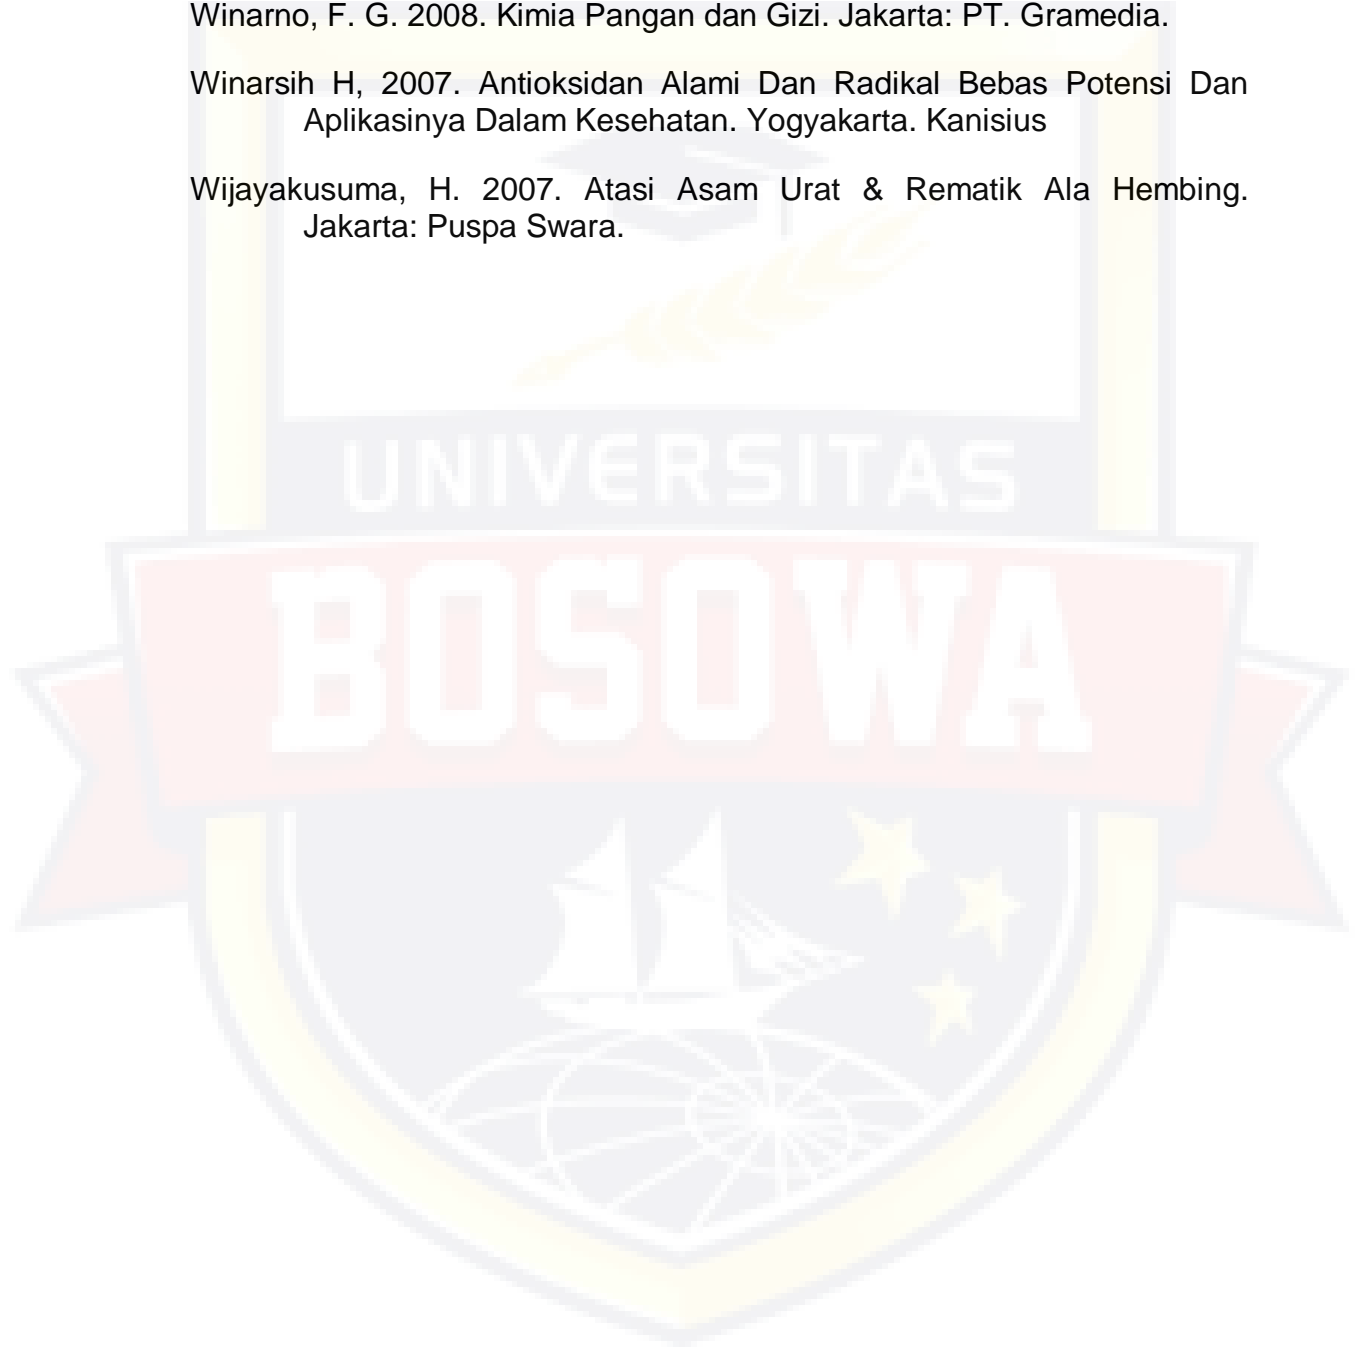 Winarno, F. G. 2008. Kimia Pangan dan Gizi. Jakarta: PT. Gramedia.
Winarsih H, 2007. Antioksidan Alami Dan Radikal Bebas Potensi Dan
Aplikasinya Dalam Kesehatan. Yogyakarta. Kanisius
Wijayakusuma, H. 2007. Atasi Asam Urat & Rematik Ala Hembing.
Jakarta: Puspa Swara.
UNIVERSITAS
BOSOWA